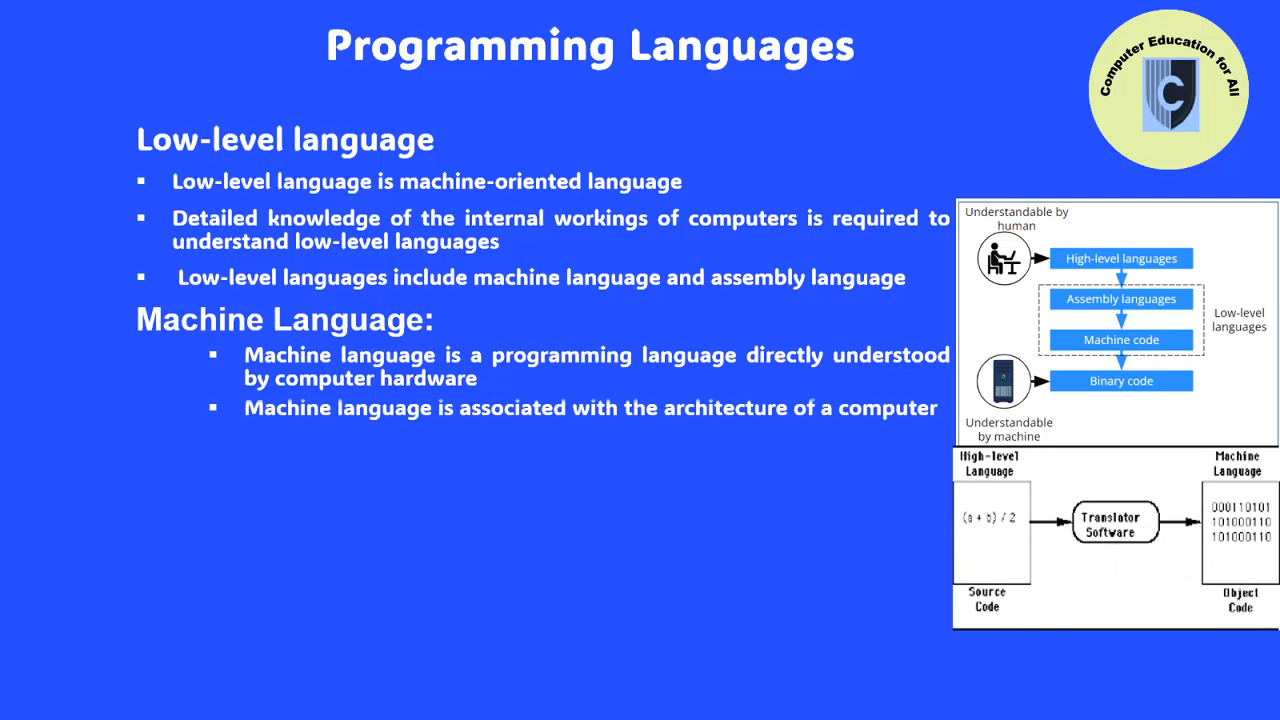 Programming Languages
Computer Education for All
C
Low-level language
▪ Low-level language is machine-oriented language
▪ Detailed knowledge of the internal workings of computers is required to
understand low-level languages
▪ Low-level languages include machine language and assembly language
Machine Language:
▪ Machine language is a programming language directly understood
by computer hardware
▪ Machine language is associated with the architecture of a computer
Understandable by
human
High-level languages
Assembly languages
Machine code
Low-level
languages
Binary code
Understandable
by machine
High-level
Language
Machine
Language
(a + b) / 2
Translator
Software
000110101
101000110
101000110
Source
Code
Object
Code